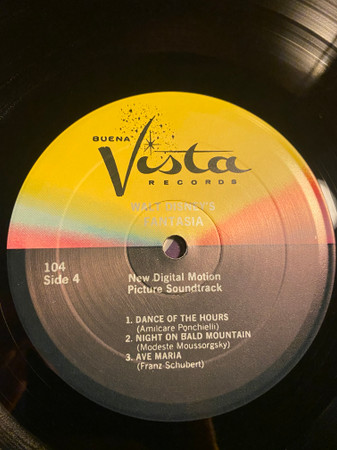 BUENA
Vista
RECORDS
WALT DISNEY'S
FANTASIA
104
Side 4
New Digital Motion
Picture Soundtrack
1. DANCE OF THE HOURS
(Amilcare Ponchielli)
2. NIGHT ON BALD MOUNTAIN
(Modeste Moussorgsky)
3. AVE MARIA
(Franz Schubert)